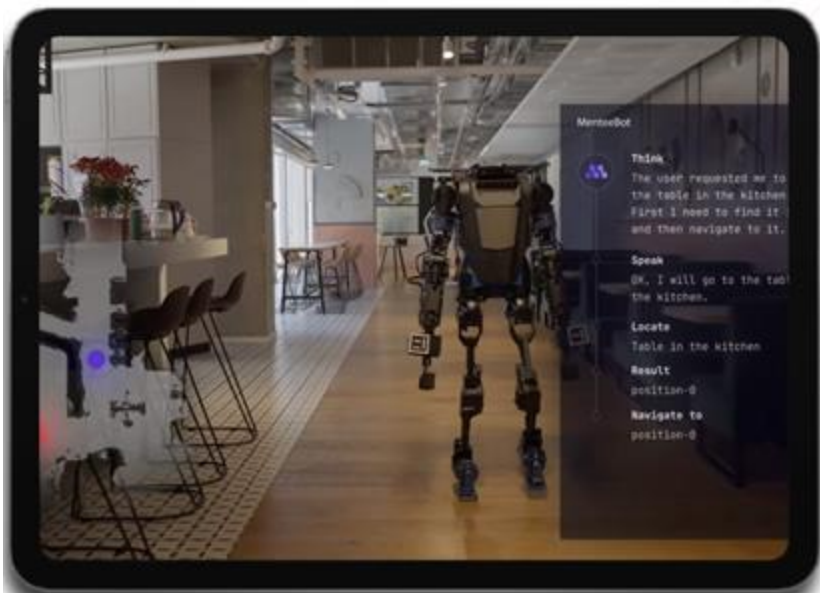 MenteeBot
Think
The user requested me to
the table in the kitchen
First I need to find it
and then navigate to it.
Speak
OK, I will go to the tabl
the kitchen.
Locate
Table in the kitchen
Result
position-0
Navigate to
position-0